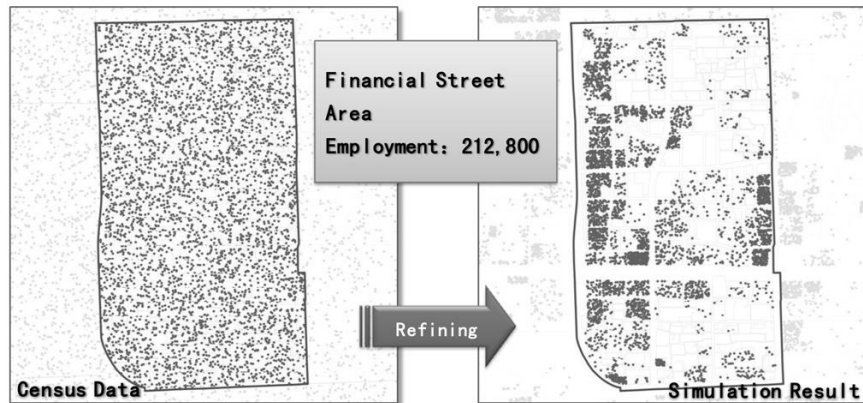 Financial Street
Area
Employment: 212,800
Refining
Census Data
Simulation Result